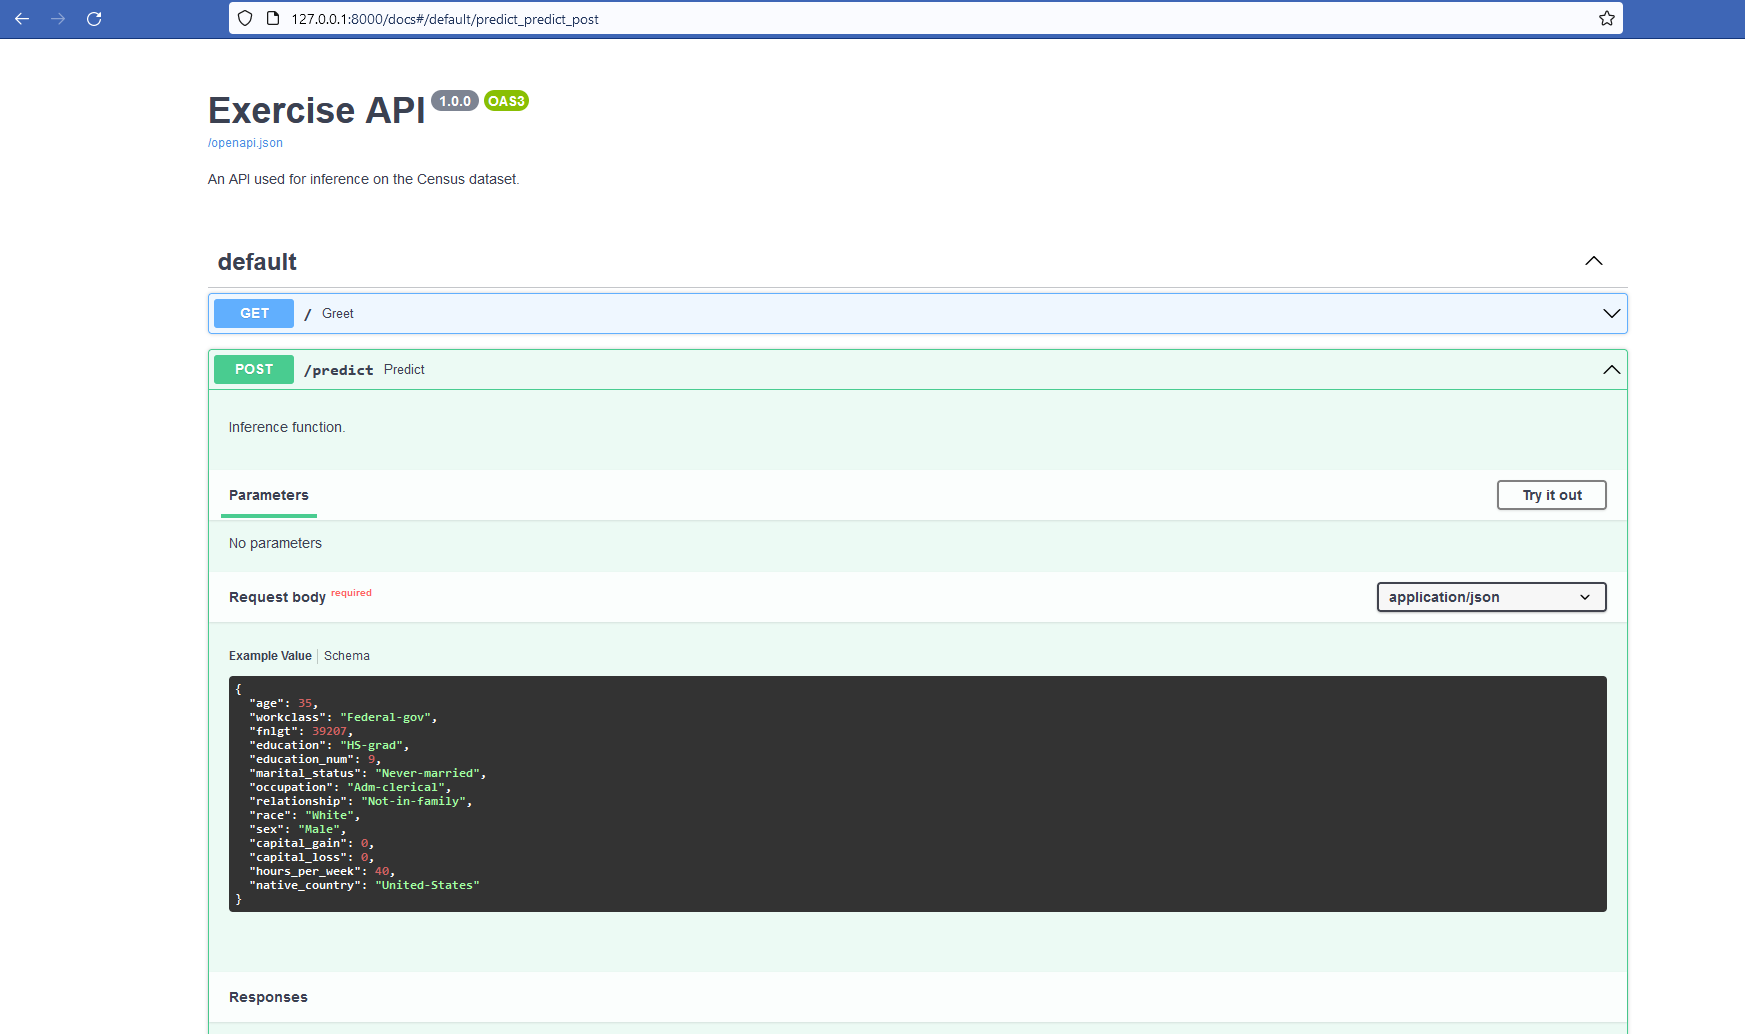 127.0.0.1:8000/docs#/default/predict_predict_post
Exercise API 1.0.0 OAS3
/openapi.json
An API used for inference on the Census dataset.
default
GET / Greet
POST /predict Predict
Inference function.
Parameters Try it out
No parameters
Request body required application/json
Example Value Schema
{
"age": 35,
"workclass": "Federal-gov",
"fnlgt": 39207,
"education": "HS-grad",
"education_num": 9,
"marital_status": "Never-married",
"occupation": "Adm-clerical",
"relationship": "Not-in-family",
"race": "White",
"sex": "Male",
"capital_gain": 0,
"capital_loss": 0,
"hours_per_week": 40,
"native_country": "United-States"
}
Responses